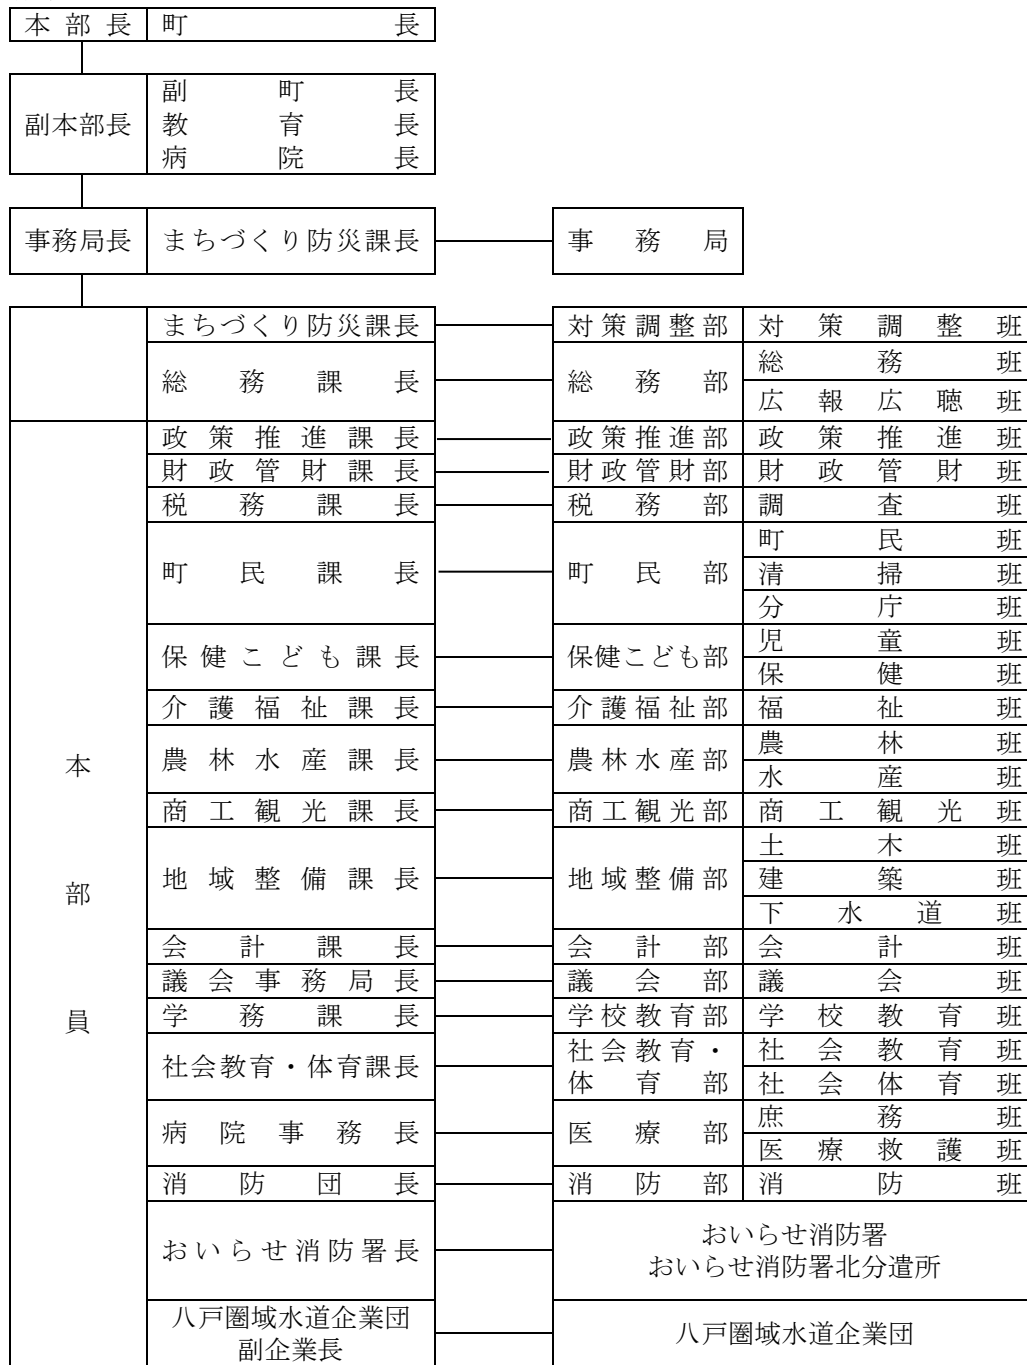 本部長 町長
副本部長 副町長
教育長
病院長
事務局長 まちづくり防災課長 事務局
まちづくり防災課長 対策調整部 対策調整班
総務課長 総務部 総務班
広報広聴班
本部員
政策推進課長 政策推進部 政策推進班
財政管財課長 財政管財部 財政管財班
税務課長 税務部 調査班
町民課長 町民部 町民班
清掃班
分庁班
保健こども課長 保健こども部 児童班
保健班
介護福祉課長 介護福祉部 福祉班
農林水産課長 農林水産部 農林班
水産班
商工観光課長 商工観光部 商工観光班
地域整備課長 地域整備部 土木班
建築班
下水道班
会計課長 会計部 会計班
議会事務局長 議会部 議会班
学務課長 学校教育部 学校教育班
社会教育・体育課長 社会教育・ 社会教育班
体育部 社会体育班
病院事務長 医療部 庶務班
医療救護班
消防団長 消防部 消防班
おいらせ消防署長 おいらせ消防署
おいらせ消防署北分遣所
八戸圏域水道企業団
副企業長 八戸圏域水道企業団